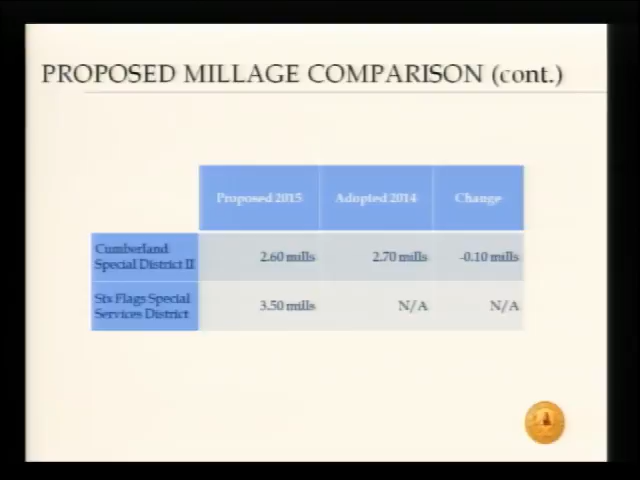 PROPOSED MILLAGE COMPARISON (cont.)
Proposed 2015 Adopted 2014 Change
Cumberland
Special District II 2.60 mills 2.70 mills -0.10 mills
Six Flags Special
Services District 3.50 mills N/A N/A